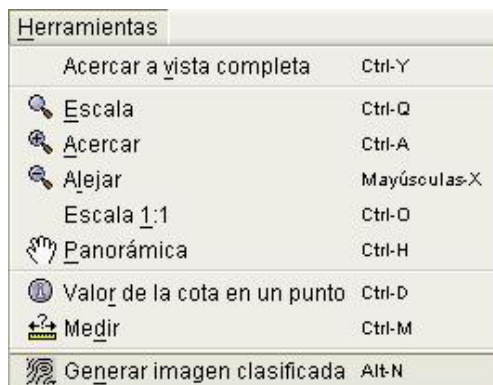 Herramientas
Acercar a vista completa Ctrl-Y
Escala Ctrl-Q
Acercar Ctrl-A
Alejar Mayúsculas-X
Escala 1:1 Ctrl-O
Panorámica Ctrl-H
Valor de la cota en un punto Ctrl-D
Medir Ctrl-M
Generar imagen clasificada Alt-N